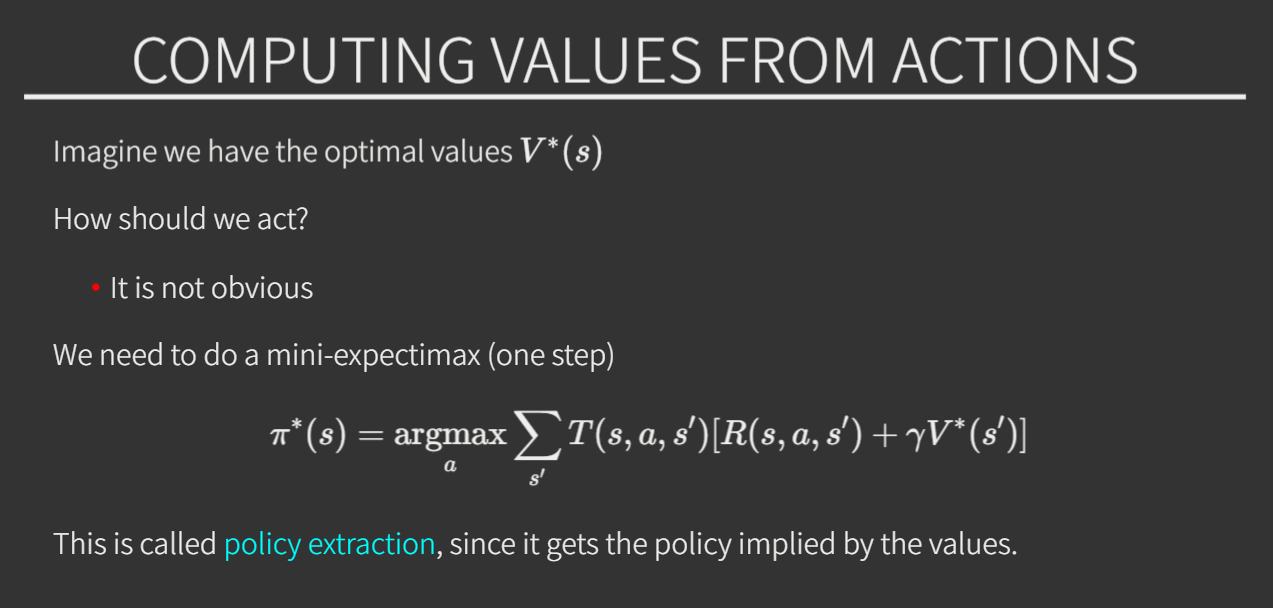 COMPUTING VALUES FROM ACTIONS
Imagine we have the optimal values V*(s)
How should we act?
• It is not obvious
We need to do a mini-expectimax (one step)
π*(s) = argmax_a ∑_{s′} T(s, a, s′)[R(s, a, s′) + γV*(s′)]
This is called policy extraction, since it gets the policy implied by the values.